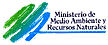 Ministerio de
Medio Ambiente y
Recursos Naturales